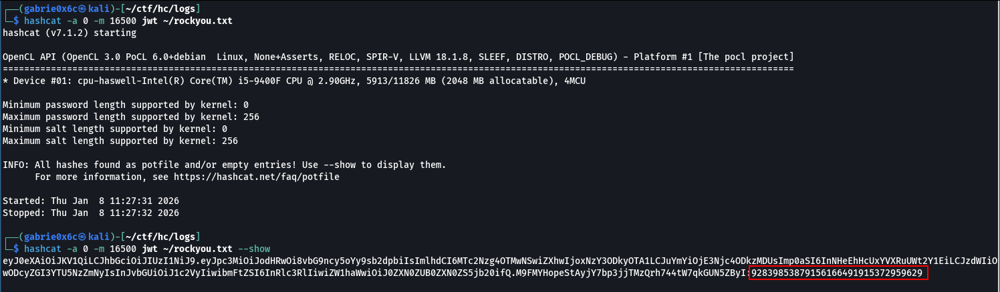 ┌──(gabrie0x6c㉿kali)-[~/ctf/hc/logs]
└─$ hashcat -a 0 -m 16500 jwt ~/rockyou.txt
hashcat (v7.1.2) starting

OpenCL API (OpenCL 3.0 PoCL 6.0+debian  Linux, None+Asserts, RELOC, SPIR-V, LLVM 18.1.8, SLEEF, DISTRO, POCL_DEBUG) - Platform #1 [The pocl project]
====================================================================================================================================================
* Device #01: cpu-haswell-Intel(R) Core(TM) i5-9400F CPU @ 2.90GHz, 5913/11826 MB (2048 MB allocatable), 4MCU

Minimum password length supported by kernel: 0
Maximum password length supported by kernel: 256
Minimum salt length supported by kernel: 0
Maximum salt length supported by kernel: 256

INFO: All hashes found as potfile and/or empty entries! Use --show to display them.
      For more information, see https://hashcat.net/faq/potfile

Started: Thu Jan  8 11:27:31 2026
Stopped: Thu Jan  8 11:27:32 2026

┌──(gabrie0x6c㉿kali)-[~/ctf/hc/logs]
└─$ hashcat -a 0 -m 16500 jwt ~/rockyou.txt --show
eyJ0eXAiOiJKV1QiLCJhbGciOiJIUzI1NiJ9.eyJpc3MiOiJodHRwOi8vbG9ncy5oYy9sb2dpbiIsImlhdCI6MTc2Nzg4OTMwNSwiZXhwIjoxNzY3ODkyOTA1LCJuYmYiOjE3Njc4ODkzMDUsImp0aSI6InNHeEhHcUxYVXRuUWt2Y1EiLCJzdWIiO
wODcyZGI3YTU5NzZmNyIsInJvbGUiOiJ1c2VyIiwibmFtZSI6InRlc3RlIiwiZW1haWwiOiJ0ZXN0ZUB0ZXN0ZS5jb20ifQ.M9FMYHopeStAyjY7bp3jjTMzQrh744tW7qkGUN5ZByI:92839853879156166491915372959629